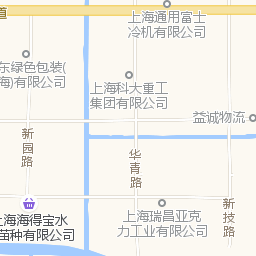 道
上海通用富士
冷机有限公司
东绿色包装(
海)有限公司
上海科大重工
集团有限公司
益诚物流
新园路
华青路
新技路
上海海得宝水
苗种有限公司
上海瑞昌亚克
力工业有限公司